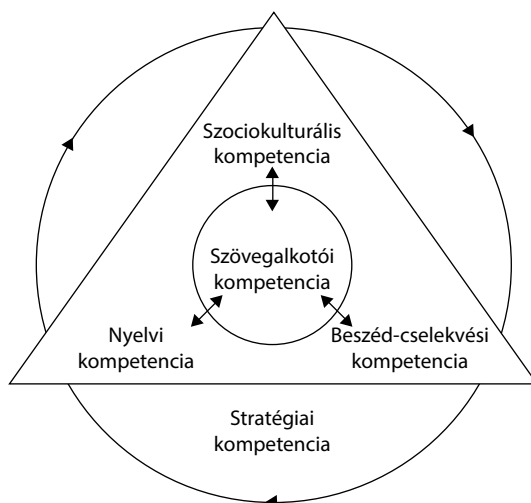 Szociokulturális
kompetencia
Szövegalkotói
kompetencia
Nyelvi
kompetencia
Beszéd-cselekvési
kompetencia
Stratégiai
kompetencia